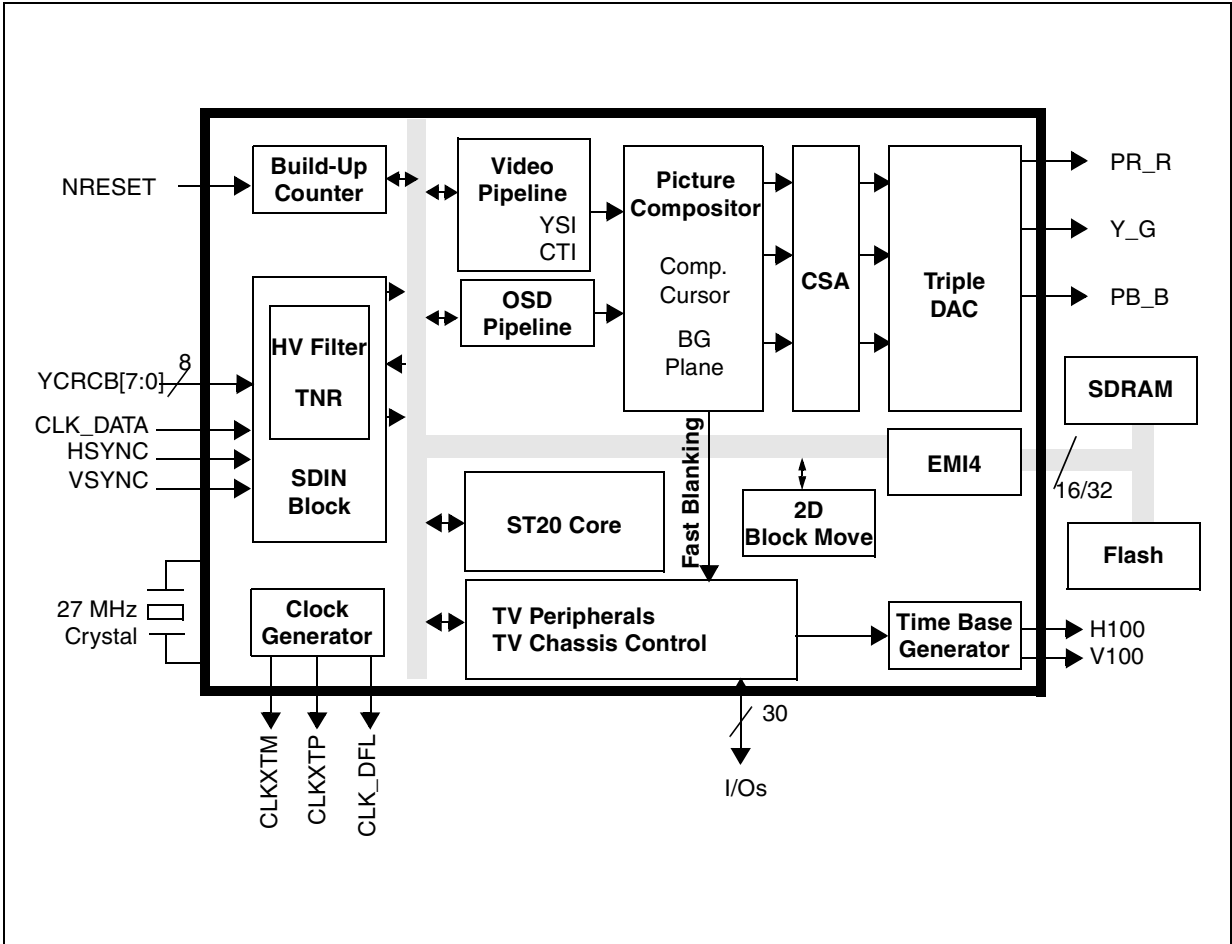 NRESET
Build-Up
Counter
Video
Pipeline
YSI
CTI
Picture
Compositor
Comp.
Cursor
BG
Plane
CSA
Triple
DAC
PR_R
Y_G
PB_B
OSD
Pipeline
HV Filter
TNR
SDIN
Block
YCRCB[7:0]
8
CLK_DATA
HSYNC
VSYNC
SDRAM
EMI4
16/32
Flash
Fast Blanking
2D
Block Move
ST20 Core
27 MHz
Crystal
Clock
Generator
TV Peripherals
TV Chassis Control
Time Base
Generator
H100
V100
30
I/Os
CLKXTM
CLKXTP
CLK_DFL